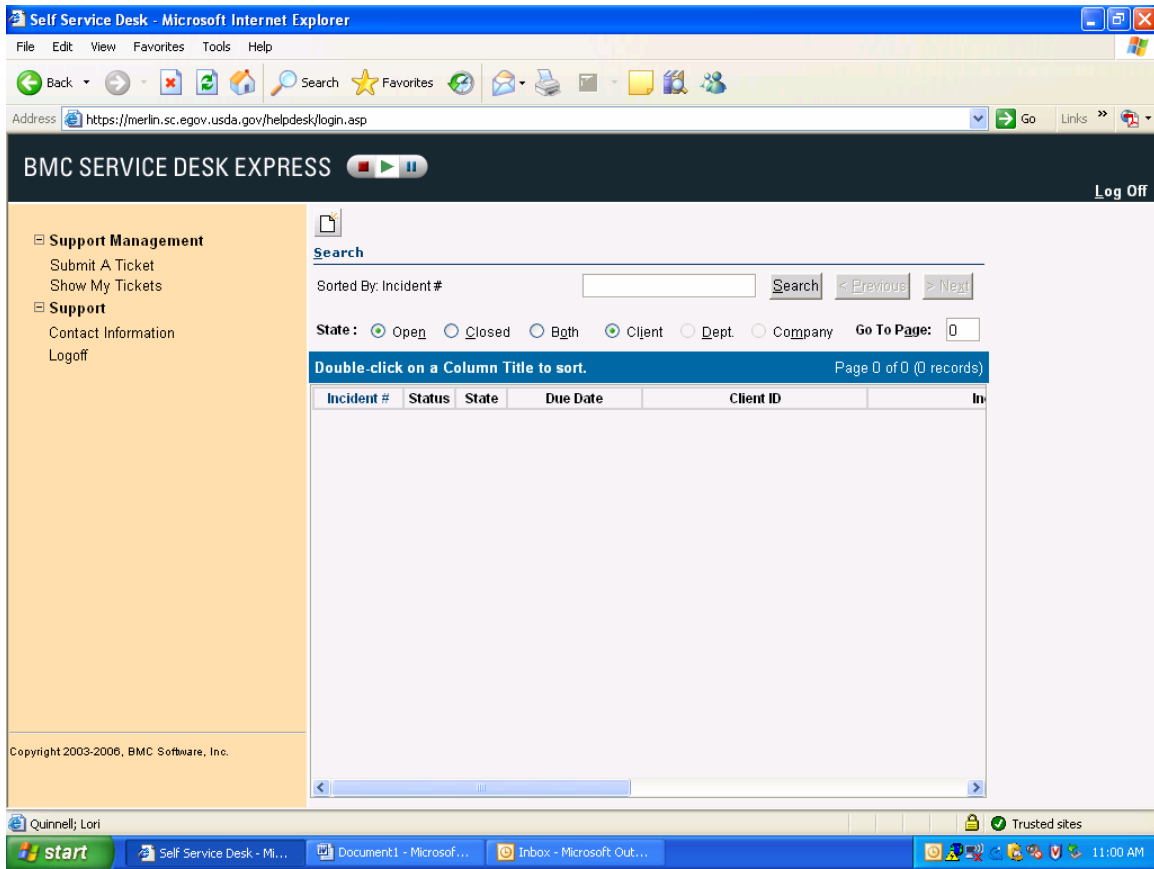 Self Service Desk - Microsoft Internet Explorer
File Edit View Favorites Tools Help
Back Search Favorites
Address https://merlin.sc.egov.usda.gov/helpdesk/login.asp Go Links »
BMC SERVICE DESK EXPRESS
Log Off
Support Management
Submit A Ticket
Show My Tickets
Support
Contact Information
Logoff
Copyright 2003-2006, BMC Software, Inc.
Search
Sorted By: Incident # Search < Previous > Next
State : Open Closed Both Client Dept. Company Go To Page: 0
Double-click on a Column Title to sort. Page 0 of 0 (0 records)
Incident # Status State Due Date Client ID In
Quinnell; Lori Trusted sites
start Self Service Desk - Mi... Document1 - Microsof... Inbox - Microsoft Out... 11:00 AM